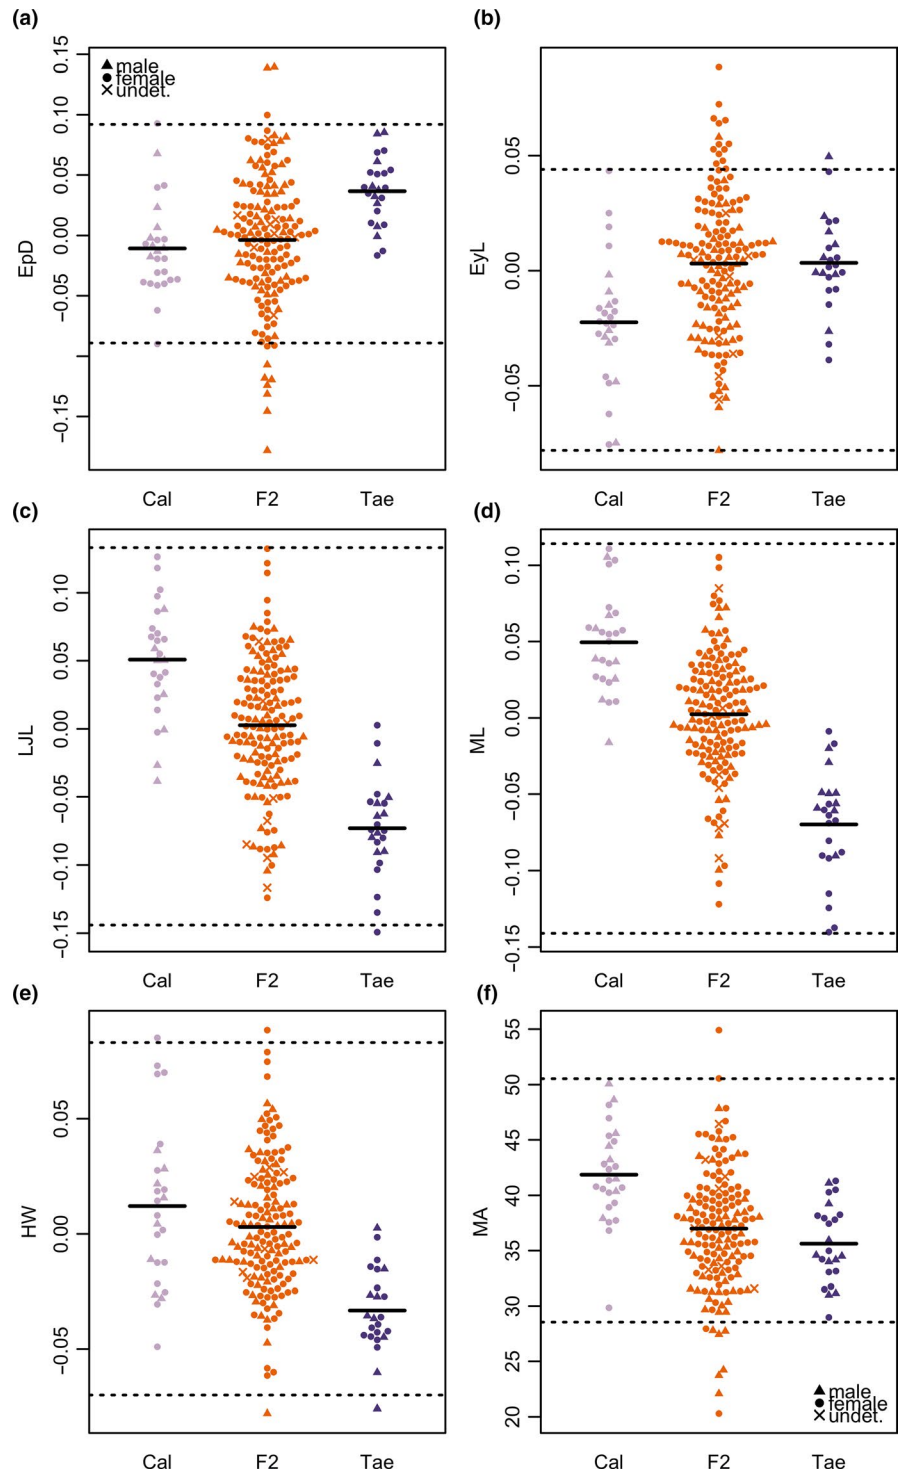 (a)
EpD
0.15
0.10
0.05
0.00
−0.05
−0.15
male
female
undet.
Cal F2 Tae
(b)
EyL
0.05
0.00
−0.05
Cal F2 Tae
(c)
LJL
0.10
0.05
0.00
−0.05
−0.10
−0.15
Cal F2 Tae
(d)
ML
0.10
0.05
0.00
−0.05
−0.10
−0.15
Cal F2 Tae
(e)
HW
0.05
0.00
−0.05
Cal F2 Tae
(f)
MA
55
50
45
40
35
30
25
20
male
female
undet.
Cal F2 Tae